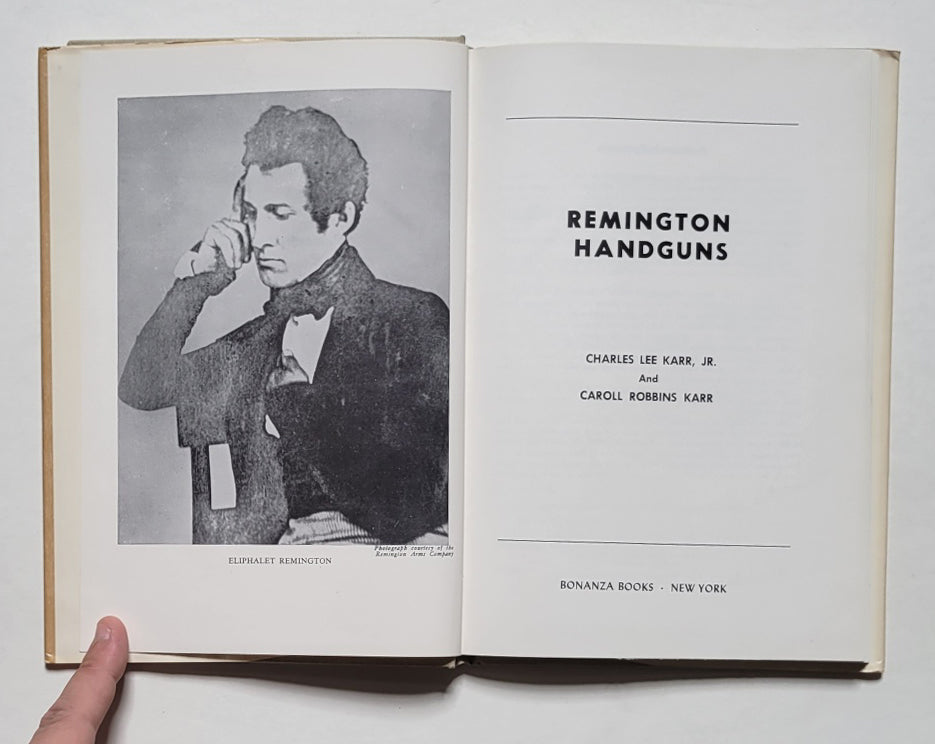 Photograph courtesy of the
Remington Arms Company
ELIPHALET REMINGTON
REMINGTON
HANDGUNS
CHARLES LEE KARR, JR.
And
CAROLL ROBBINS KARR
BONANZA BOOKS · NEW YORK